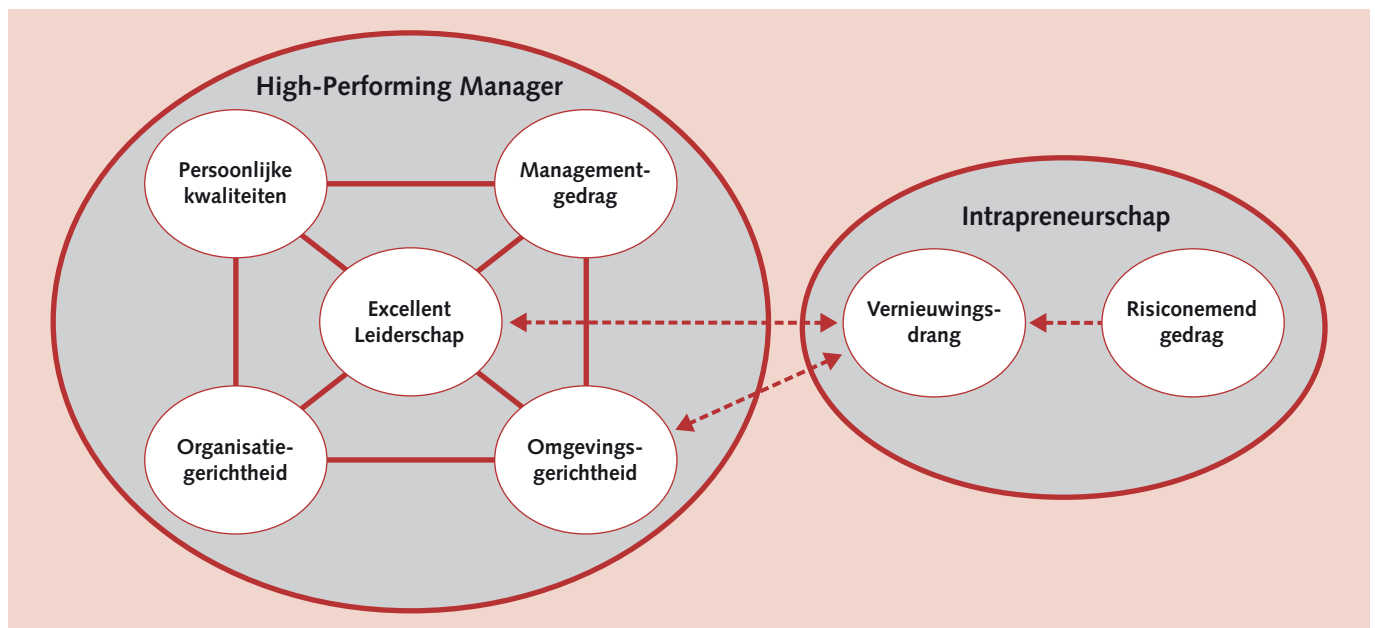 High-Performing Manager
Persoonlijke
kwaliteiten
Management-
gedrag
Excellent
Leiderschap
Organisatie-
gerichtheid
Omgevings-
gerichtheid
Intrapreneurschap
Vernieuwings-
drang
Risiconemend
gedrag